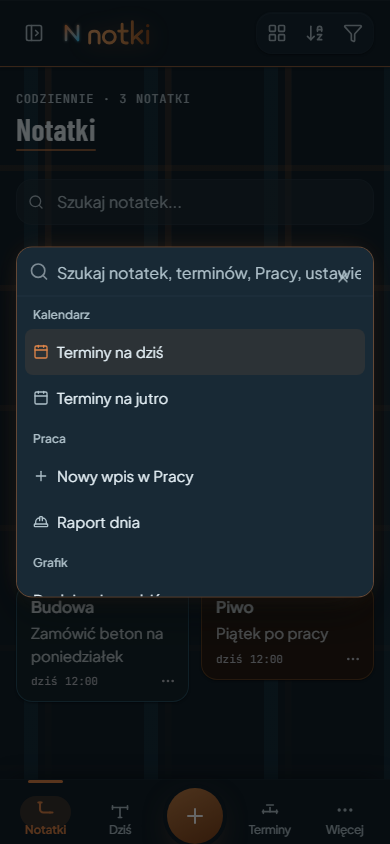 N notki
CODZIENNIE · 3 NOTATKI
Notatki
Szukaj notatek...
Szukaj notatek, terminów, Pracy, ustawie
Kalendarz
Terminy na dziś
Terminy na jutro
Praca
Nowy wpis w Pracy
Raport dnia
Grafik
Budowa
Zamówić beton na
poniedziałek
dziś 12:00
Piwo
Piątek po pracy
dziś 12:00
Notatki
Dziś
Terminy
Więcej